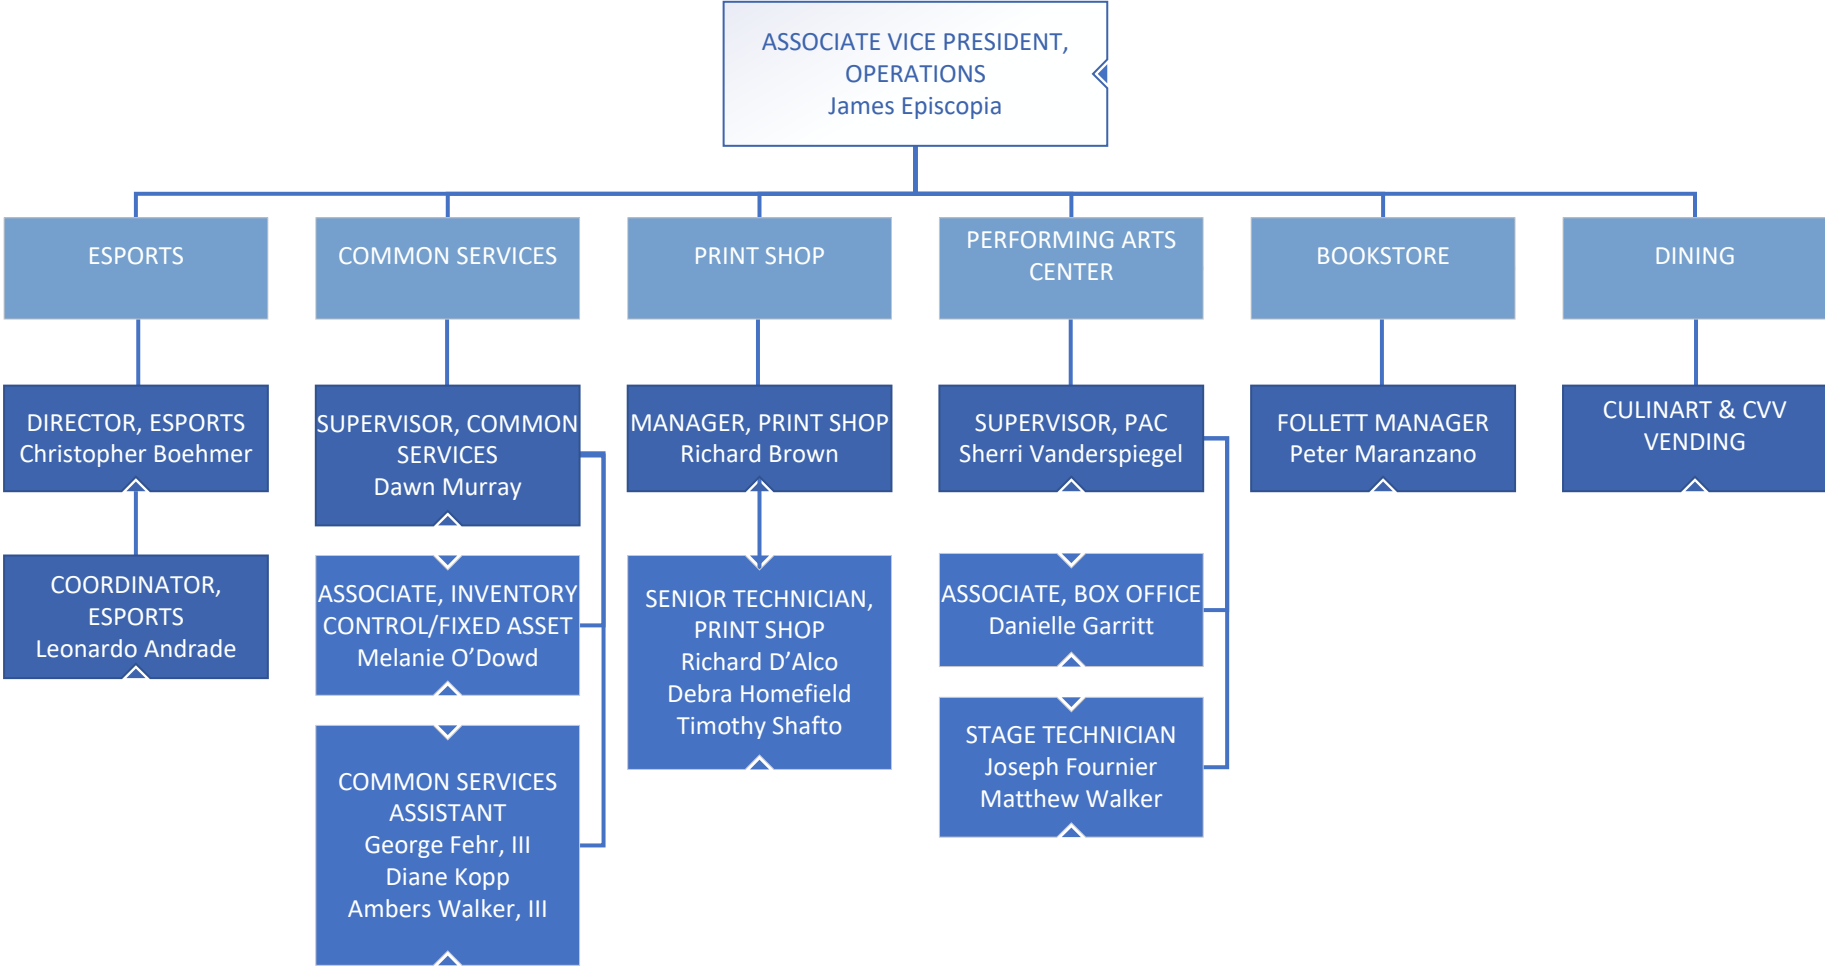 ASSOCIATE VICE PRESIDENT,
OPERATIONS
James Episcopia
ESPORTS
COMMON SERVICES
PRINT SHOP
PERFORMING ARTS
CENTER
BOOKSTORE
DINING
DIRECTOR, ESPORTS
Christopher Boehmer
SUPERVISOR, COMMON
SERVICES
Dawn Murray
MANAGER, PRINT SHOP
Richard Brown
SUPERVISOR, PAC
Sherri Vanderspiegel
FOLLETT MANAGER
Peter Maranzano
CULINART & CVV
VENDING
COORDINATOR,
ESPORTS
Leonardo Andrade
ASSOCIATE, INVENTORY
CONTROL/FIXED ASSET
Melanie O’Dowd
SENIOR TECHNICIAN,
PRINT SHOP
Richard D’Alco
Debra Homefield
Timothy Shafto
ASSOCIATE, BOX OFFICE
Danielle Garritt
COMMON SERVICES
ASSISTANT
George Fehr, III
Diane Kopp
Ambers Walker, III
STAGE TECHNICIAN
Joseph Fournier
Matthew Walker